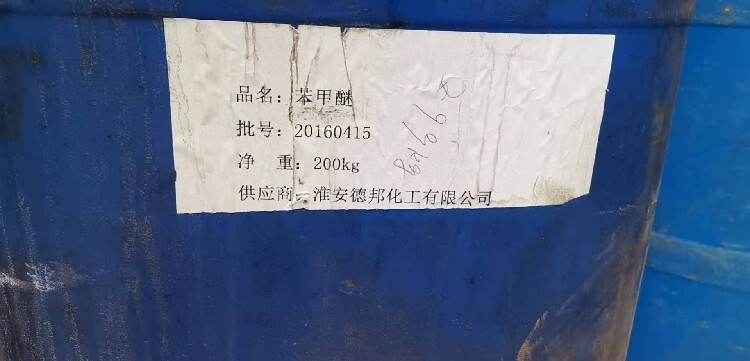 品名：苯甲醚
批号：20160415
净 重：200kg
供应商：淮安德邦化工有限公司